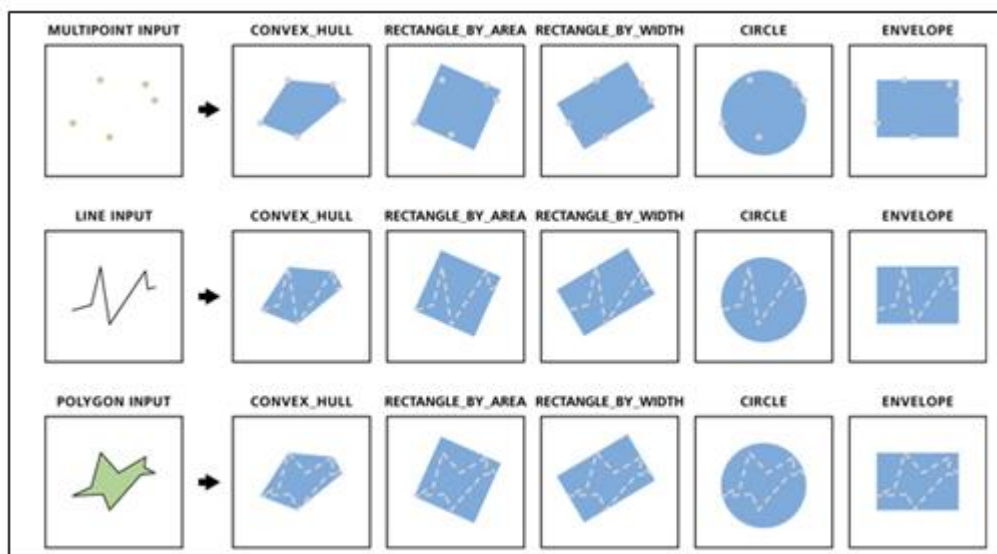 MULTIPOINT INPUT CONVEX_HULL RECTANGLE_BY_AREA RECTANGLE_BY_WIDTH CIRCLE ENVELOPE
LINE INPUT CONVEX_HULL RECTANGLE_BY_AREA RECTANGLE_BY_WIDTH CIRCLE ENVELOPE
POLYGON INPUT CONVEX_HULL RECTANGLE_BY_AREA RECTANGLE_BY_WIDTH CIRCLE ENVELOPE